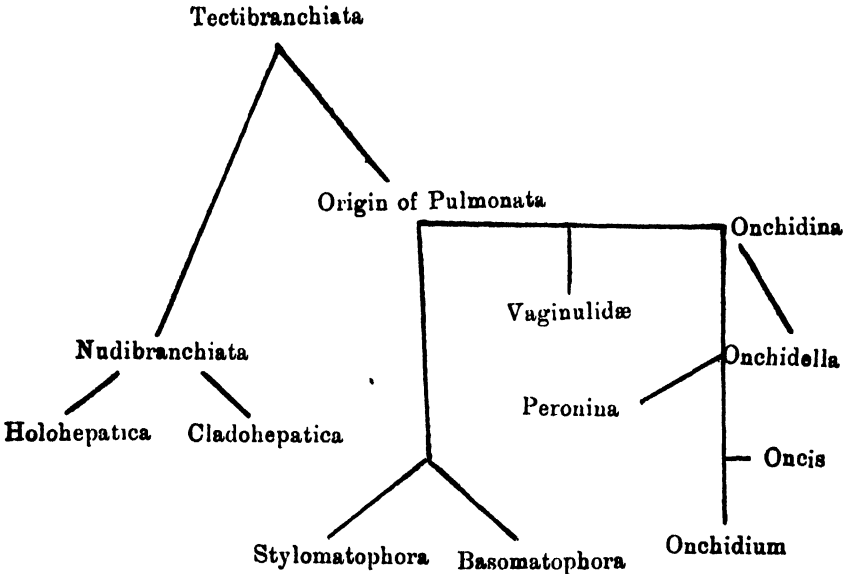 Tectibranchiata
Origin of Pulmonata
Onchidina
Vaginulidæ
Nudibranchiata
Onchidella
Peronina
Holohepatica
Cladohepatica
Oncis
Stylomatophora
Basomatophora
Onchidium